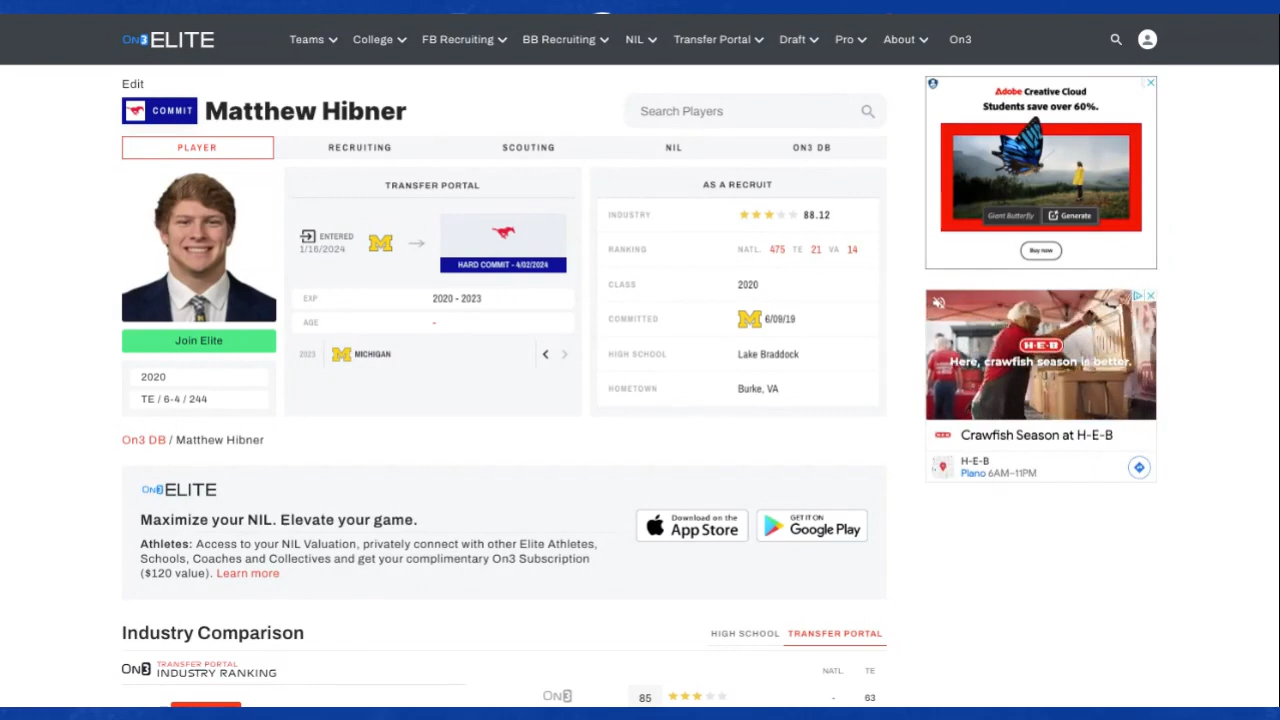 On3 ELITE
Teams College FB Recruiting BB Recruiting NIL Transfer Portal Draft Pro About On3
Edit
COMMIT Matthew Hibner
Search Players
PLAYER RECRUITING SCOUTING NIL ON3 DB
TRANSFER PORTAL
ENTERED
1/16/2024
HARD COMMIT - 4/02/2024
EXP 2020 - 2023
AGE -
2023 MICHIGAN
AS A RECRUIT
INDUSTRY 88.12
RANKING NATL. 475 TE 21 VA 14
CLASS 2020
COMMITTED 6/09/19
HIGH SCHOOL Lake Braddock
HOMETOWN Burke, VA
Join Elite
2020
TE / 6-4 / 244
On3 DB / Matthew Hibner
On3 ELITE
Maximize your NIL. Elevate your game.
Athletes: Access to your NIL Valuation, privately connect with other Elite Athletes,
Schools, Coaches and Collectives and get your complimentary On3 Subscription
($120 value). Learn more
Download on the
App Store
GET IT ON
Google Play
Industry Comparison
HIGH SCHOOL TRANSFER PORTAL
On3 TRANSFER PORTAL
INDUSTRY RANKING
NATL. TE
On3 85 - 63
Adobe Creative Cloud
Students save over 60%.
Giant Butterfly Generate
Buy now
H-E-B
Here, crawfish season is better.
Crawfish Season at H-E-B
H-E-B
Plano 6AM–11PM